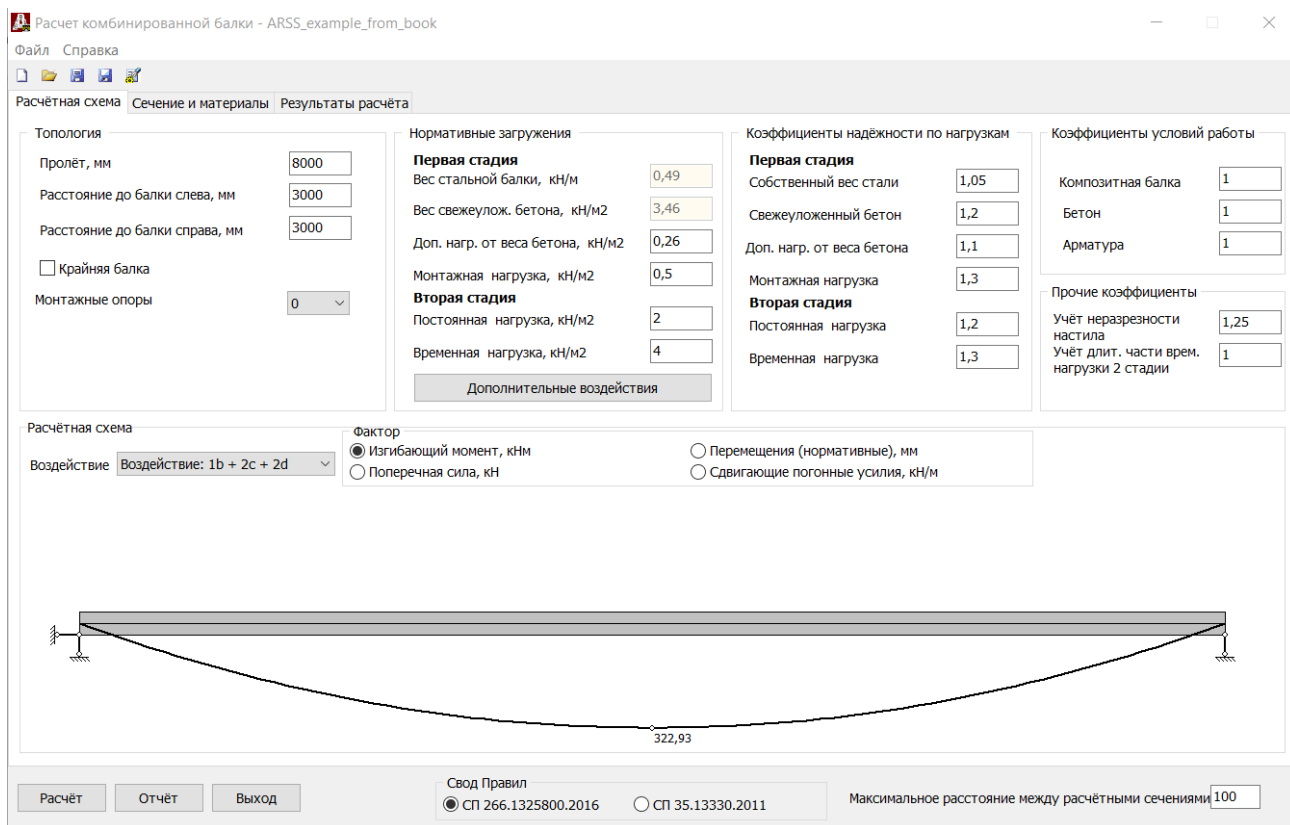 Расчет комбинированной балки - ARSS_example_from_book
Файл Справка
Расчётная схема Сечение и материалы Результаты расчёта
Топология
Пролёт, мм 8000
Расстояние до балки слева, мм 3000
Расстояние до балки справа, мм 3000
Крайняя балка
Монтажные опоры 0
Нормативные загружения
Первая стадия
Вес стальной балки, кН/м 0,49
Вес свежеулож. бетона, кН/м2 3,46
Доп. нагр. от веса бетона, кН/м2 0,26
Монтажная нагрузка, кН/м2 0,5
Вторая стадия
Постоянная нагрузка, кН/м2 2
Временная нагрузка, кН/м2 4
Дополнительные воздействия
Коэффициенты надёжности по нагрузкам
Первая стадия
Собственный вес стали 1,05
Свежеуложенный бетон 1,2
Доп. нагр. от веса бетона 1,1
Монтажная нагрузка 1,3
Вторая стадия
Постоянная нагрузка 1,2
Временная нагрузка 1,3
Коэффициенты условий работы
Композитная балка 1
Бетон 1
Арматура 1
Прочие коэффициенты
Учёт неразрезности
настила 1,25
Учёт длит. части врем.
нагрузки 2 стадии 1
Расчётная схема
Воздействие Воздействие: 1b + 2c + 2d
Фактор
Изгибающий момент, кНм
Перемещения (нормативные), мм
Поперечная сила, кН
Сдвигающие погонные усилия, кН/м
322,93
Расчёт Отчёт Выход
Свод Правил
СП 266.1325800.2016 СП 35.13330.2011
Максимальное расстояние между расчётными сечениями 100